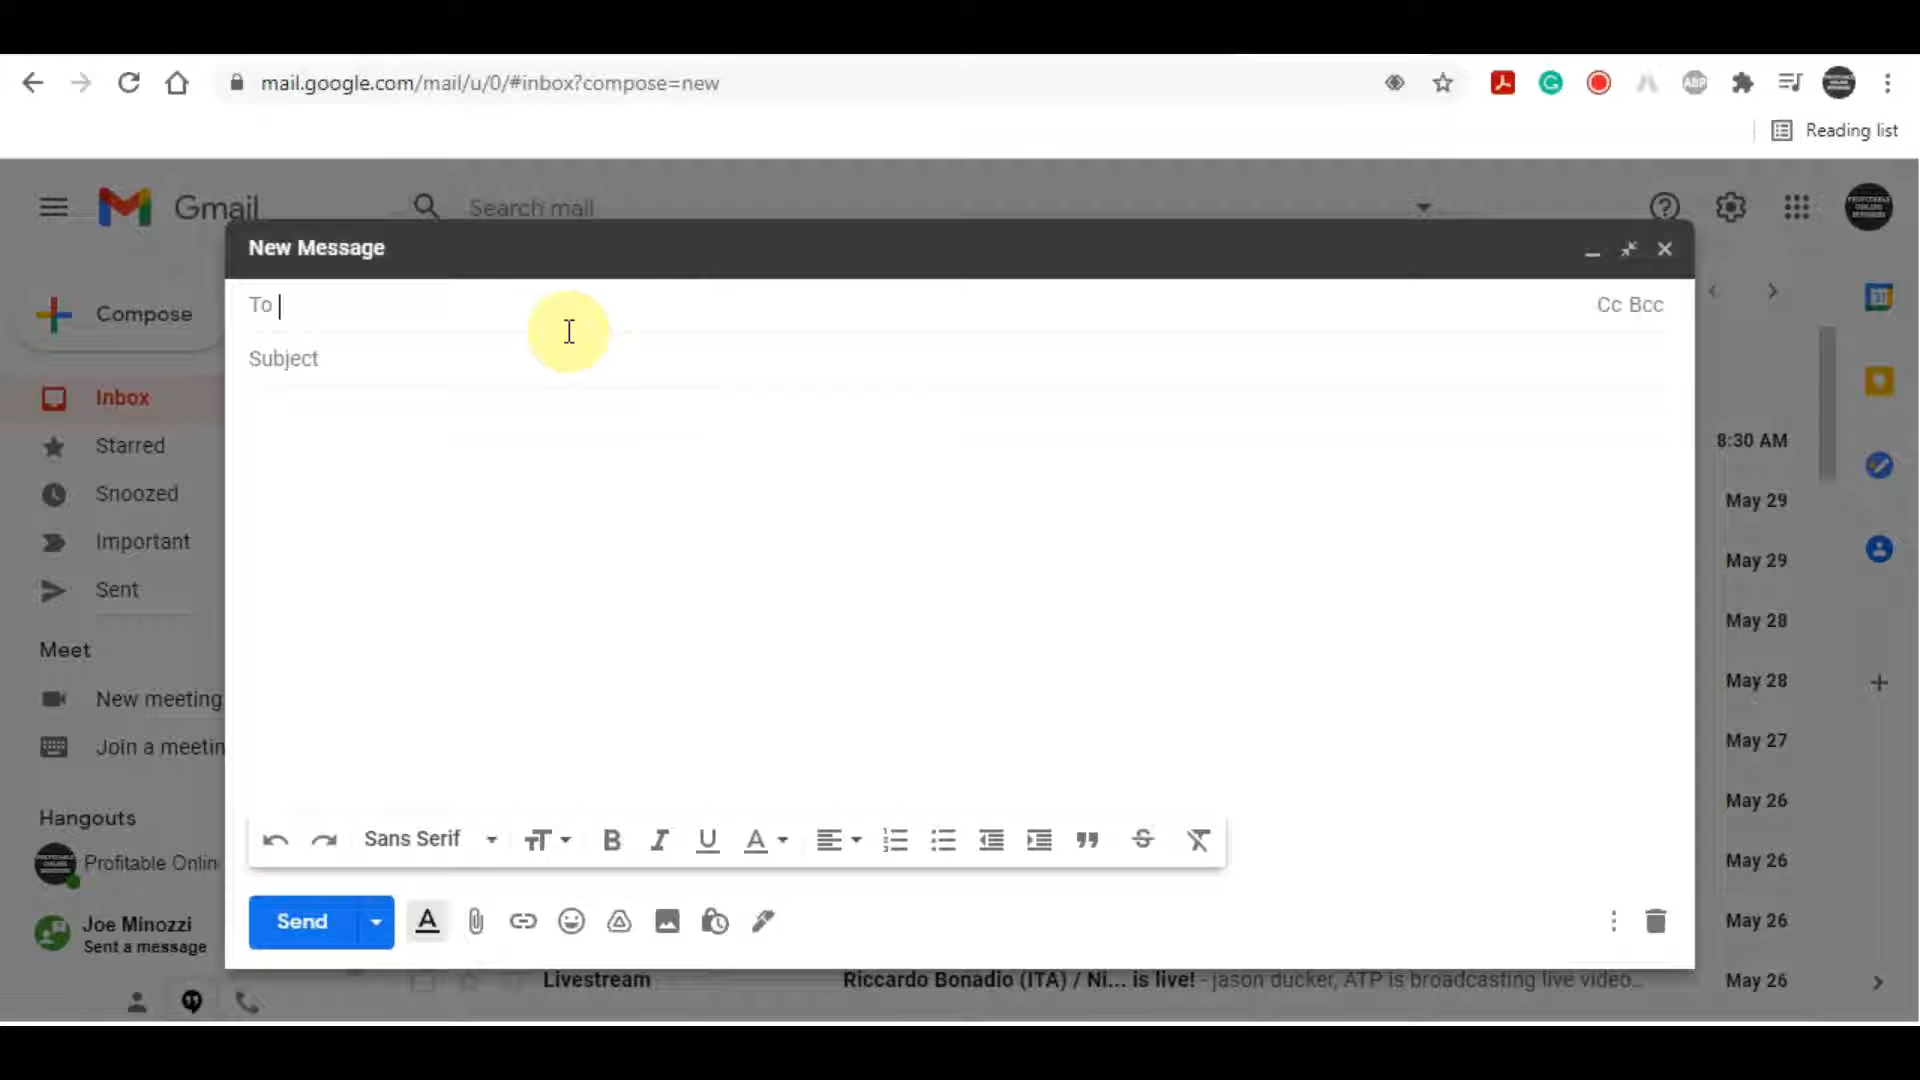 mail.google.com/mail/u/0/#inbox?compose=new
ABP
Reading list
Gmail
Search mail
New Message
To
Cc Bcc
Subject
Compose
Inbox
Starred
Snoozed
Important
Sent
Meet
New meeting
Join a meetin
Hangouts
Profitable Onlin
Joe Minozzi
Sent a message
8:30 AM
May 29
May 29
May 28
May 28
May 27
May 26
May 26
May 26
May 26
Sans Serif
Send
Livestream
Riccardo Bonadio (ITA) / Ni... is live! - jason ducker, ATP is broadcasting live video...